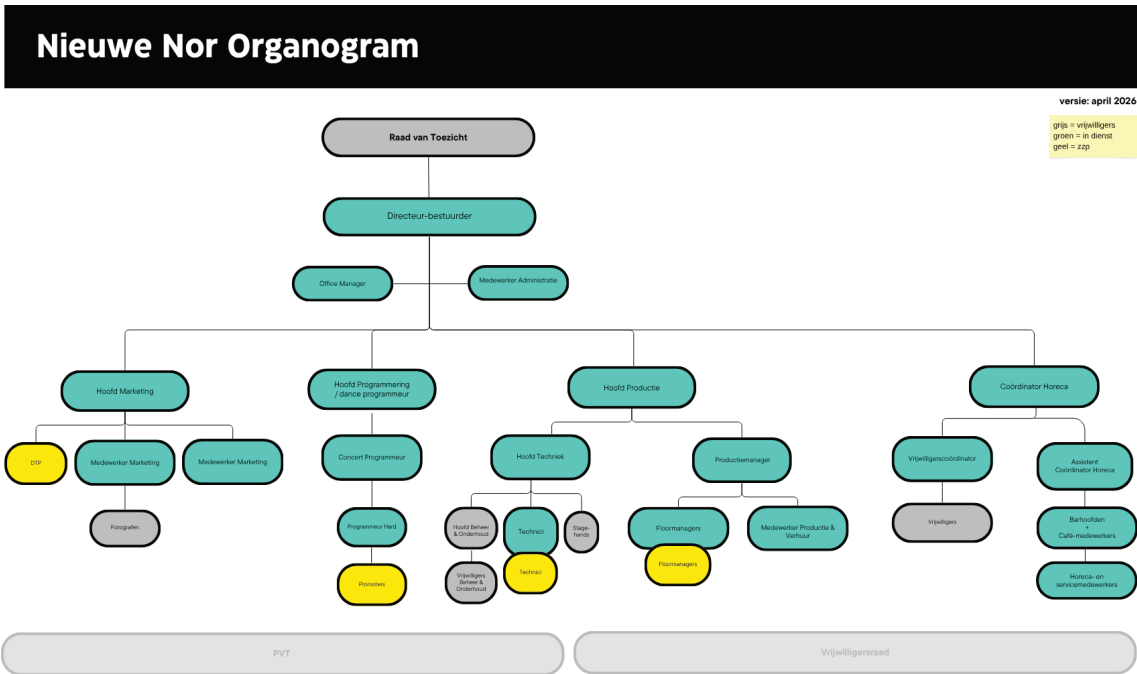 Nieuwe Nor Organogram
versie: april 2026
grijs = vrijwilligers
groen = in dienst
geel = zzp
Raad van Toezicht
Directeur-bestuurder
Office Manager
Medewerker Administratie
Hoofd Marketing
Hoofd Programmering
/ dance programmeur
Hoofd Productie
Coördinator Horeca
DTP
Medewerker Marketing
Medewerker Marketing
Concert Programmeur
Hoofd Techniek
Productiemanager
Vrijwilligerscoördinator
Assistent
Coördinator Horeca
Fotografen
Programmeur Hard
Hoofd Beheer
& Onderhoud
Technici
Stage-
hands
Floormanagers
Medewerker Productie &
Verhuur
Vrijwilligers
Barhoofden
+
Café-medewerkers
Promoters
Vrijwilligers
Beheer &
Onderhoud
Technici
Floormanagers
Horeca- en
servicemedewerkers
PVT
Vrijwilligersraad